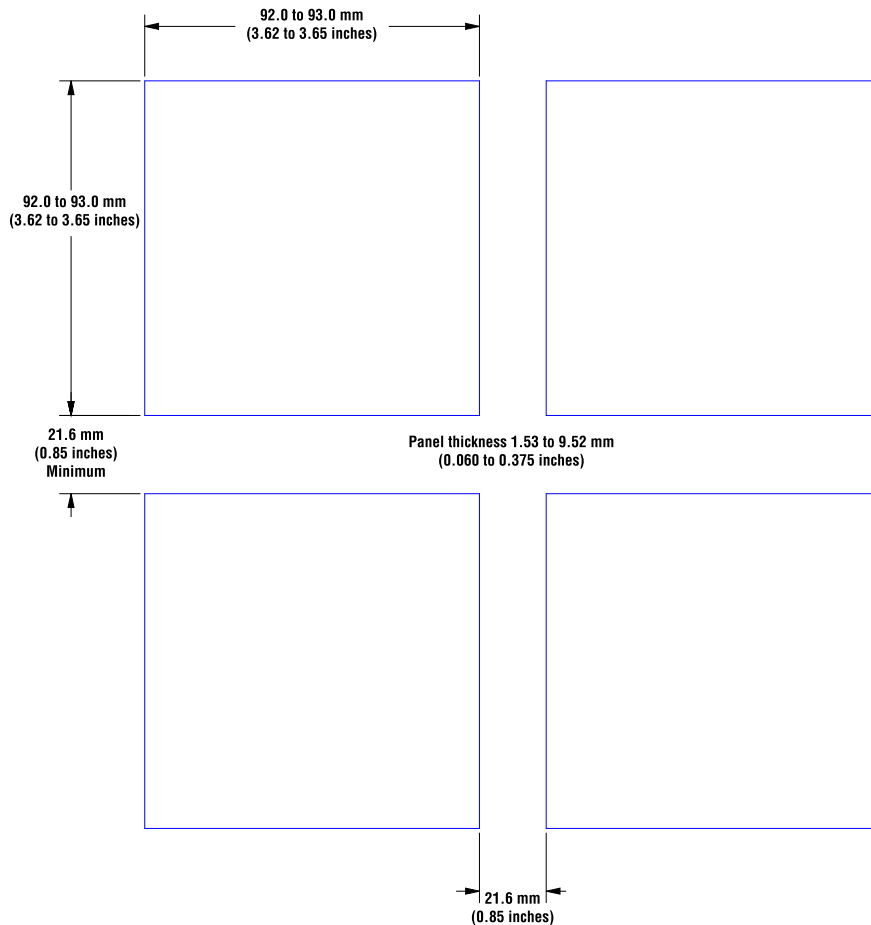 92.0 to 93.0 mm
(3.62 to 3.65 inches)
92.0 to 93.0 mm
(3.62 to 3.65 inches)
21.6 mm
(0.85 inches)
Minimum
Panel thickness 1.53 to 9.52 mm
(0.060 to 0.375 inches)
21.6 mm
(0.85 inches)